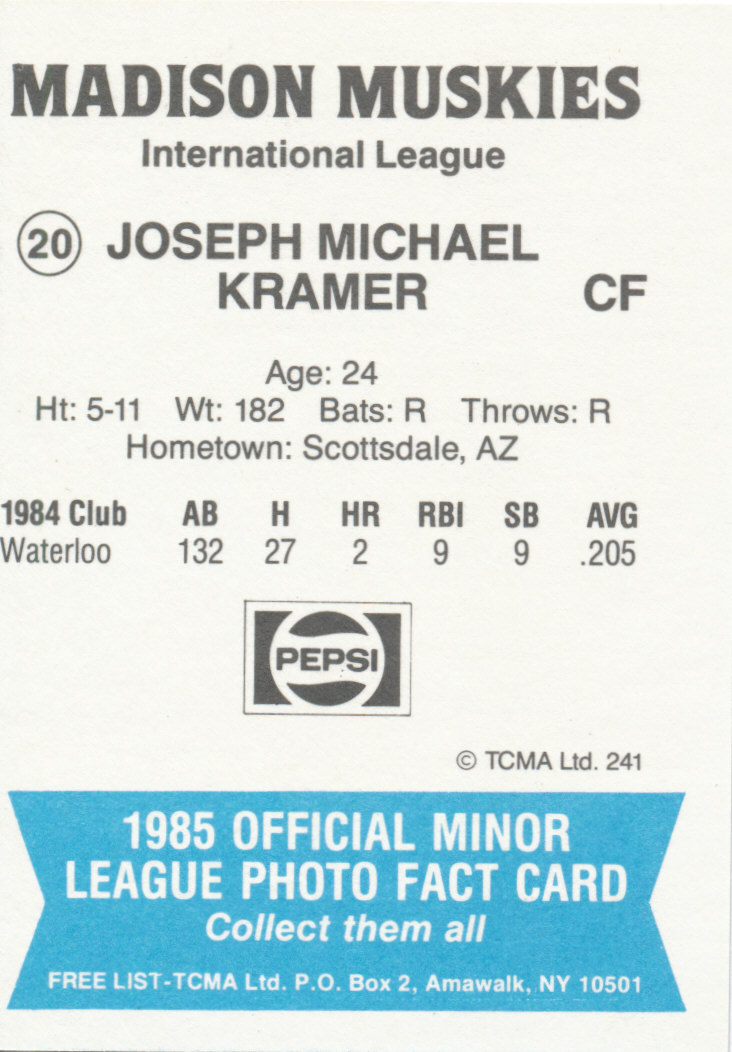 MADISON MUSKIES
International League
20 JOSEPH MICHAEL
KRAMER CF
Age: 24
Ht: 5-11 Wt: 182 Bats: R Throws: R
Hometown: Scottsdale, AZ
1984 Club AB H HR RBI SB AVG
Waterloo 132 27 2 9 9 .205
PEPSI
© TCMA Ltd. 241
1985 OFFICIAL MINOR
LEAGUE PHOTO FACT CARD
Collect them all
FREE LIST-TCMA Ltd. P.O. Box 2, Amawalk, NY 10501